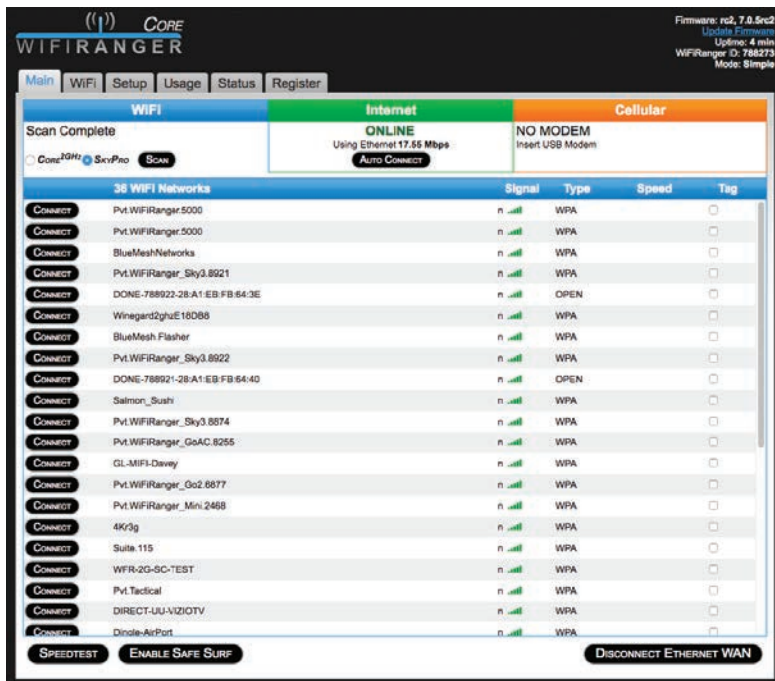 ((ı)) CORE
WIFIRANGER
Firmware: rc2, 7.0.5rc2
Update Firmware
Uptime: 4 min
WiFiRanger ID: 788273
Mode: Simple
Main WiFi Setup Usage Status Register
WiFi Internet Cellular
Scan Complete ONLINE NO MODEM
Using Ethernet 17.55 Mbps Insert USB Modem
CORE 2GHz SKYPRO SCAN AUTO CONNECT
36 WiFi Networks Signal Type Speed Tag
CONNECT Pvt.WiFiRanger.5000 n WPA
CONNECT Pvt.WiFiRanger.5000 n WPA
CONNECT BlueMeshNetworks n WPA
CONNECT Pvt.WiFiRanger_Sky3.8921 n WPA
CONNECT DONE-788922-28:A1:EB:FB:64:3E n OPEN
CONNECT Winegard2ghzE18DB8 n WPA
CONNECT BlueMesh.Flasher n WPA
CONNECT Pvt.WiFiRanger_Sky3.8922 n WPA
CONNECT DONE-788921-28:A1:EB:FB:64:40 n OPEN
CONNECT Salmon_Sushi n WPA
CONNECT Pvt.WiFiRanger_Sky3.8874 n WPA
CONNECT Pvt.WiFiRanger_GoAC.8255 n WPA
CONNECT GL-MIFI-Davey n WPA
CONNECT Pvt.WiFiRanger_Go2.6877 n WPA
CONNECT Pvt.WiFiRanger_Mini.2468 n WPA
CONNECT 4Kr3g n WPA
CONNECT Suite.115 n WPA
CONNECT WFR-2G-SC-TEST n WPA
CONNECT Pvt.Tactical n WPA
CONNECT DIRECT-UU-VIZIOTV n WPA
CONNECT Dingle-AirPort n WPA
SPEEDTEST ENABLE SAFE SURF DISCONNECT ETHERNET WAN